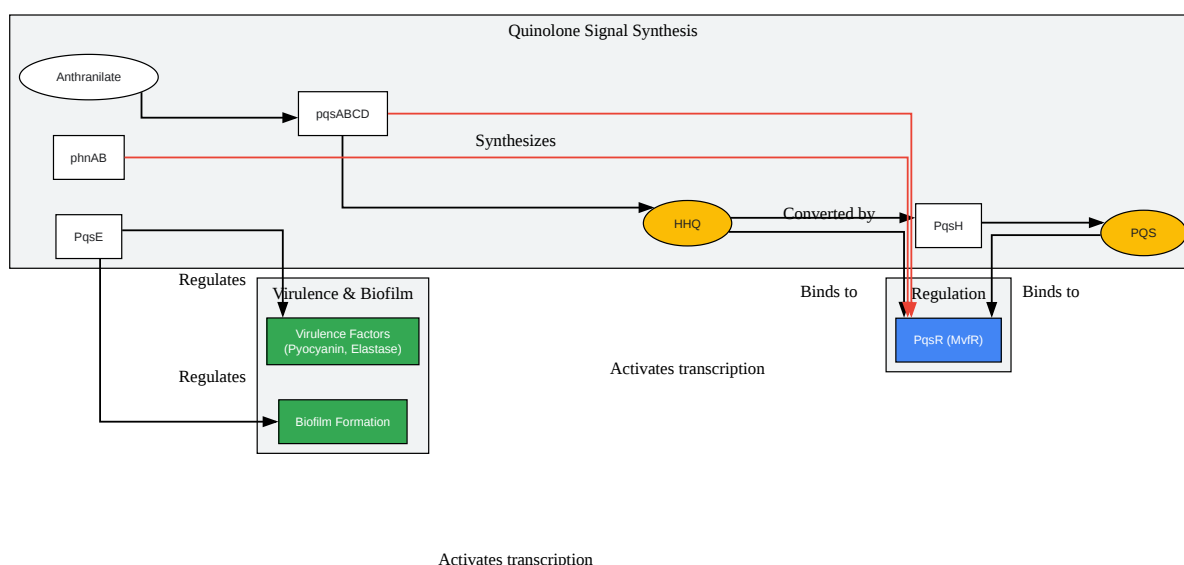 Quinolone Signal Synthesis
Anthranilate
pqsABCD
Synthesizes
phnAB
HHQ
Converted by
PqsH
PQS
PqsE
Regulates
Virulence & Biofilm
Binds to
Regulation
Binds to
Virulence Factors
(Pyocyanin, Elastase)
PqsR (MvfR)
Activates transcription
Regulates
Biofilm Formation
Activates transcription